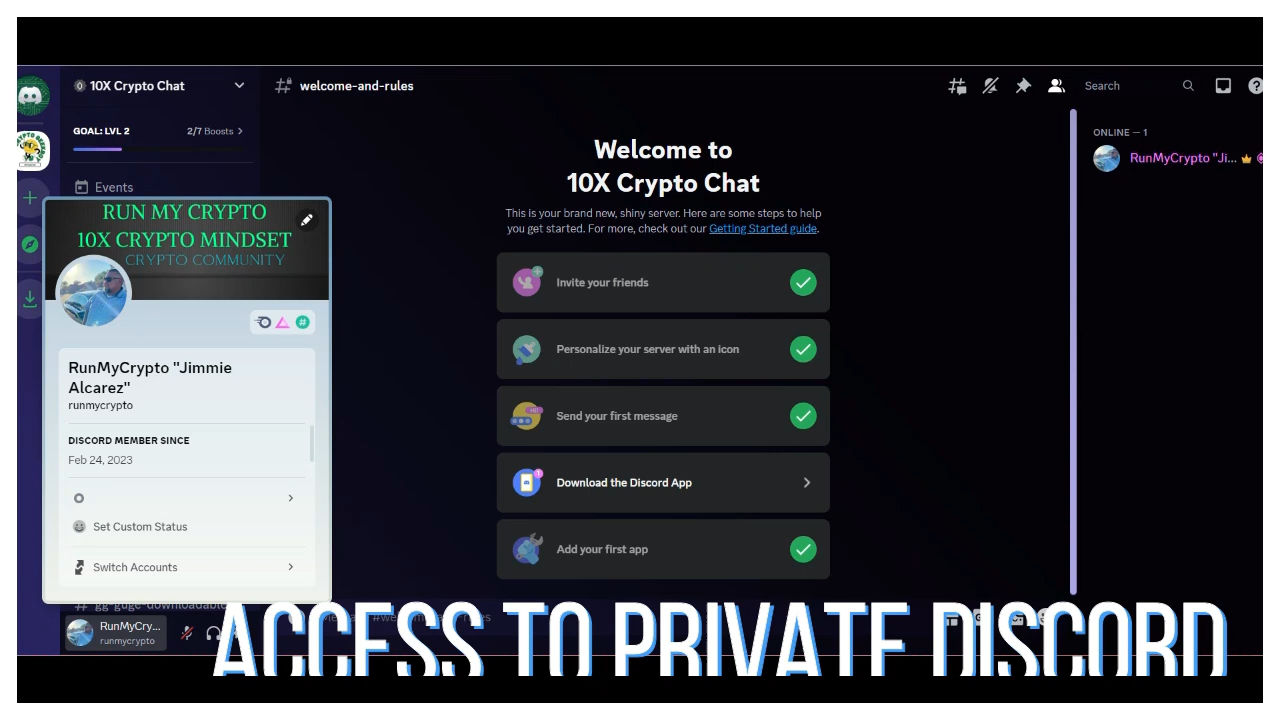 10X Crypto Chat
welcome-and-rules
Search
GOAL: LVL 2
2/7 Boosts
Events
RUN MY CRYPTO
10X CRYPTO MINDSET
CRYPTO COMMUNITY
RunMyCrypto "Jimmie
Alcarez"
runmycrypto
DISCORD MEMBER SINCE
Feb 24, 2023
Set Custom Status
Switch Accounts
RunMyCry...
runmycrypto
Welcome to
10X Crypto Chat
This is your brand new, shiny server. Here are some steps to help
you get started. For more, check out our Getting Started guide.
Invite your friends
Personalize your server with an icon
Send your first message
Download the Discord App
Add your first app
ONLINE — 1
RunMyCrypto "Ji...
ACCESS TO PRIVATE DISCORD